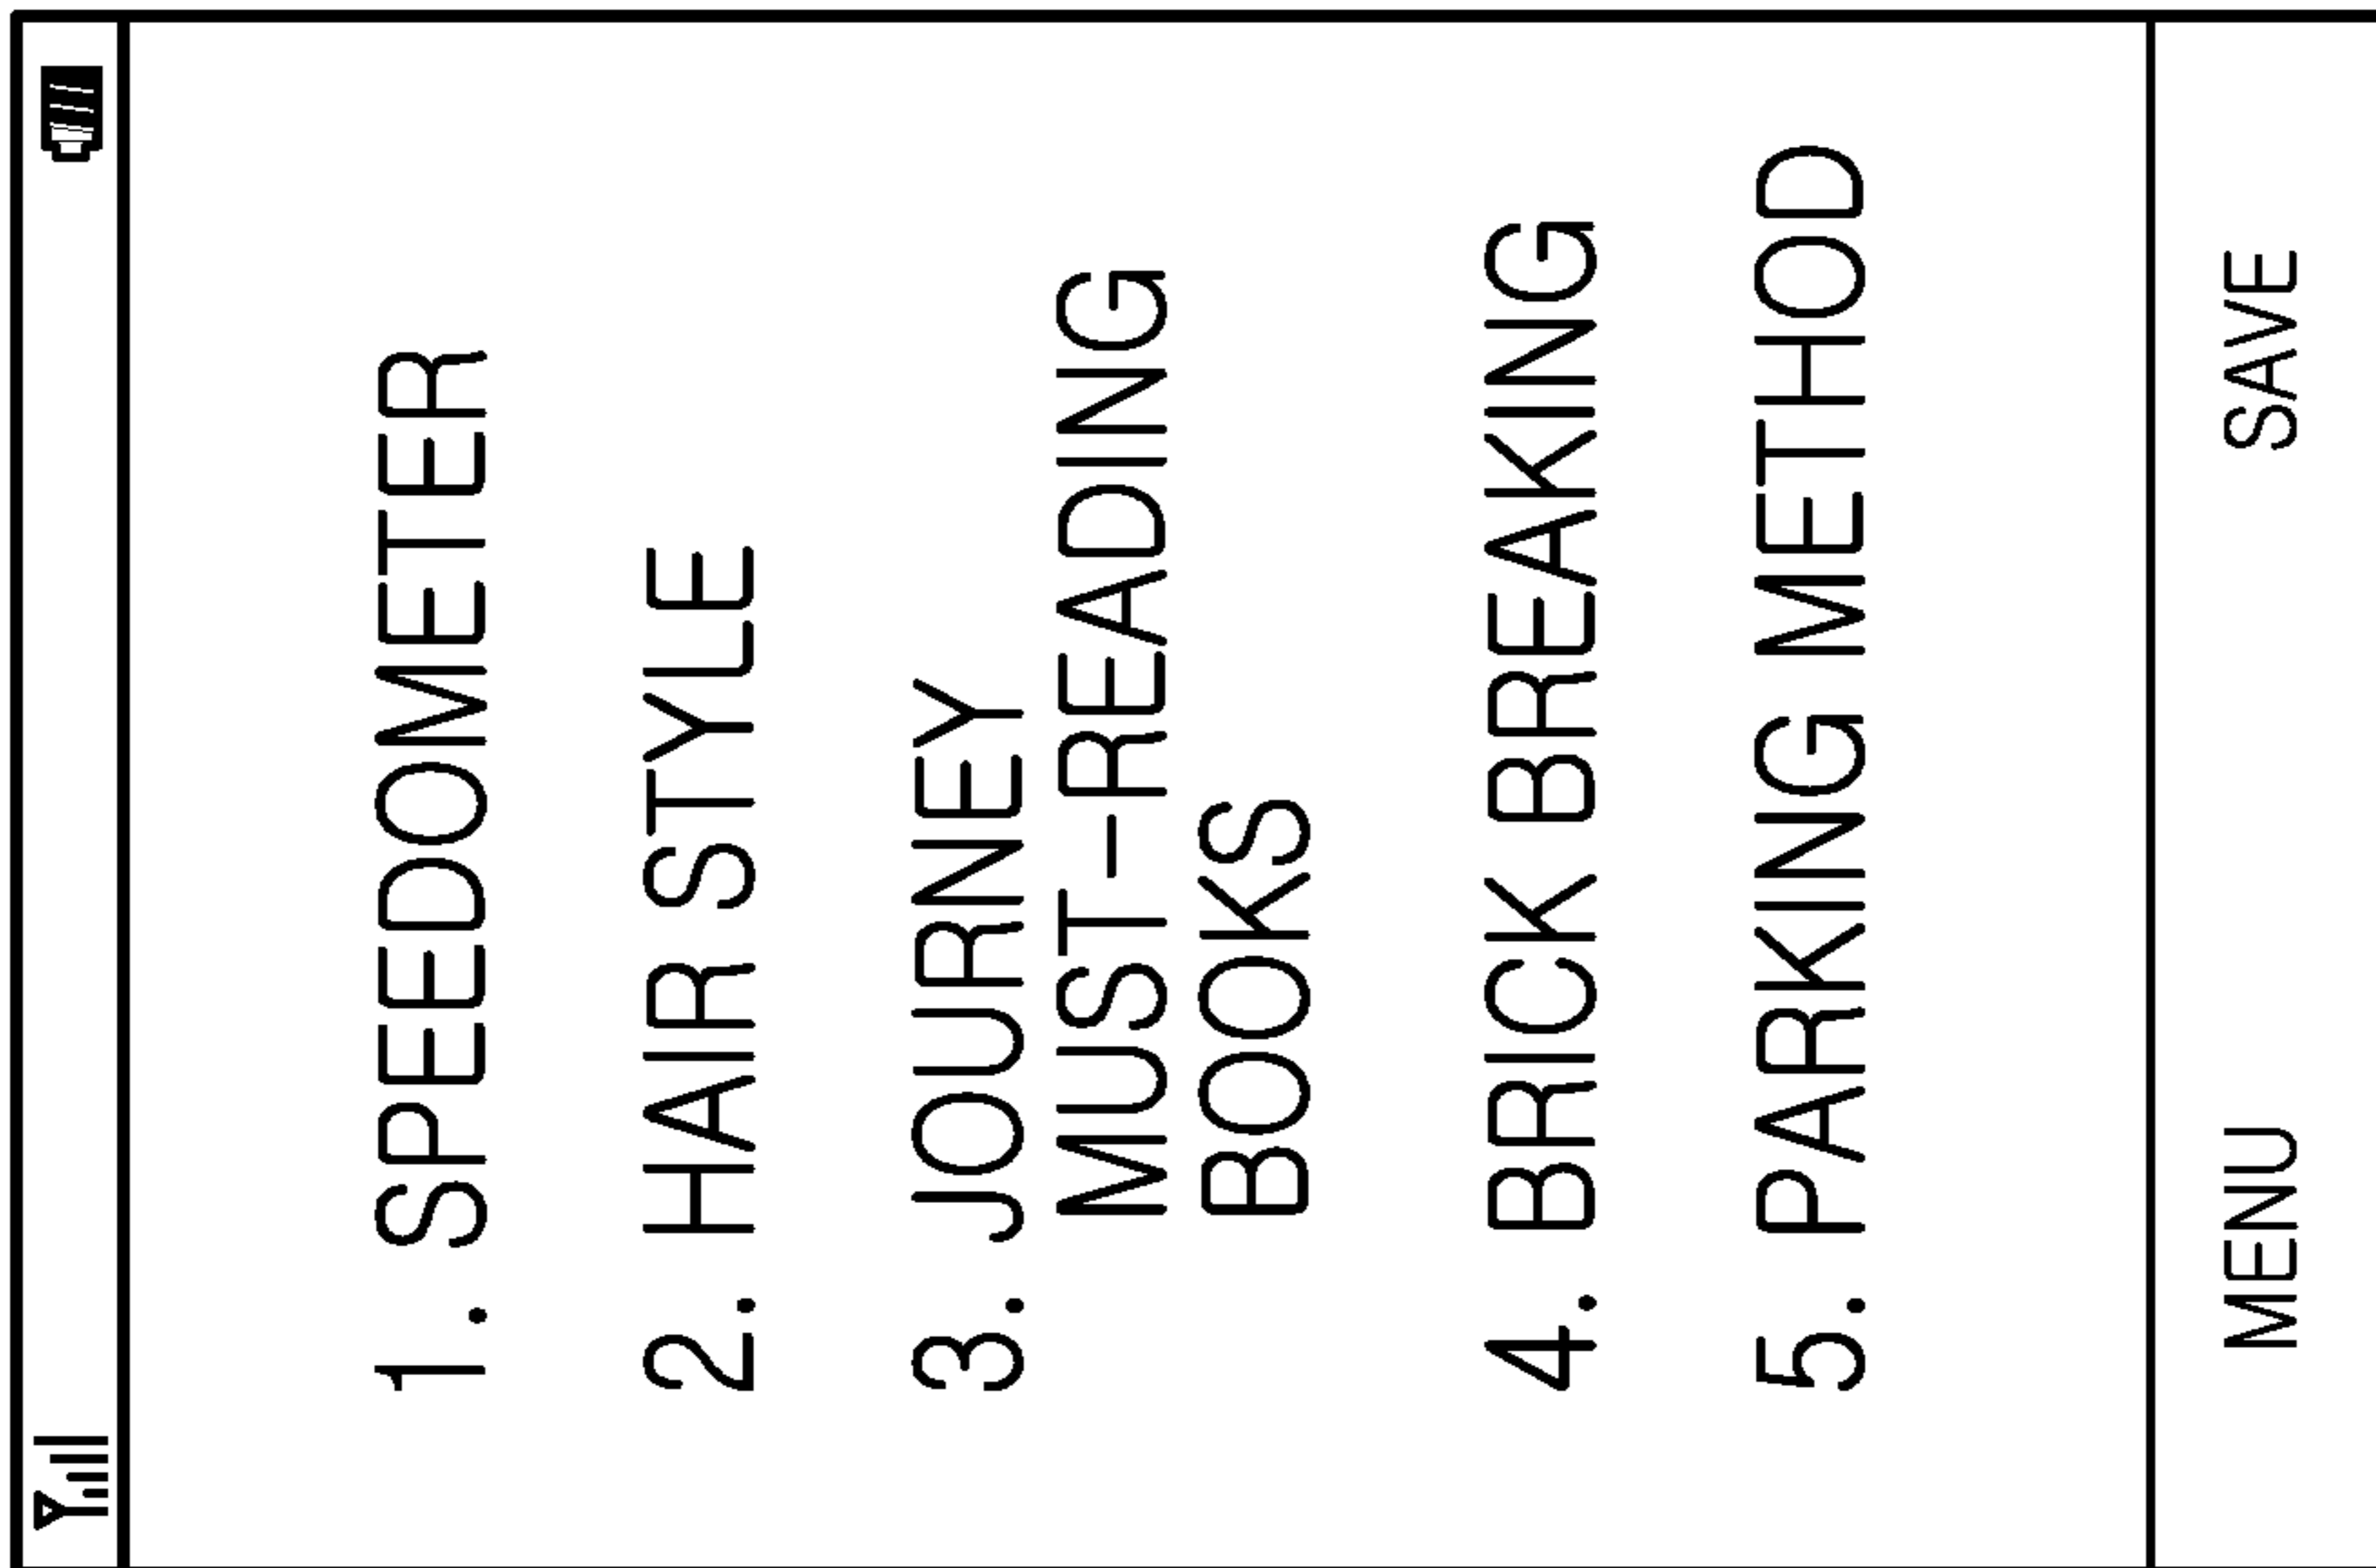 1. SPEEDOMETER
2. HAIR STYLE
3. JOURNEY
MUST-READING
BOOKS
4. BRICK BREAKING
5. PARKING METHOD
MENU SAVE